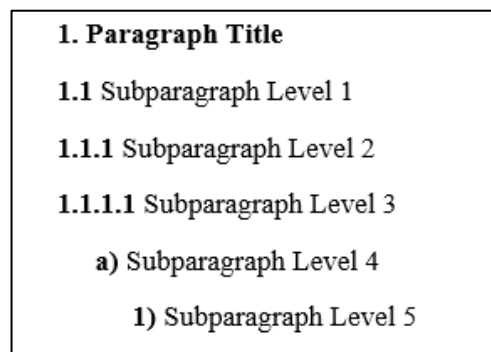 1. Paragraph Title
1.1 Subparagraph Level 1
1.1.1 Subparagraph Level 2
1.1.1.1 Subparagraph Level 3
a) Subparagraph Level 4
1) Subparagraph Level 5